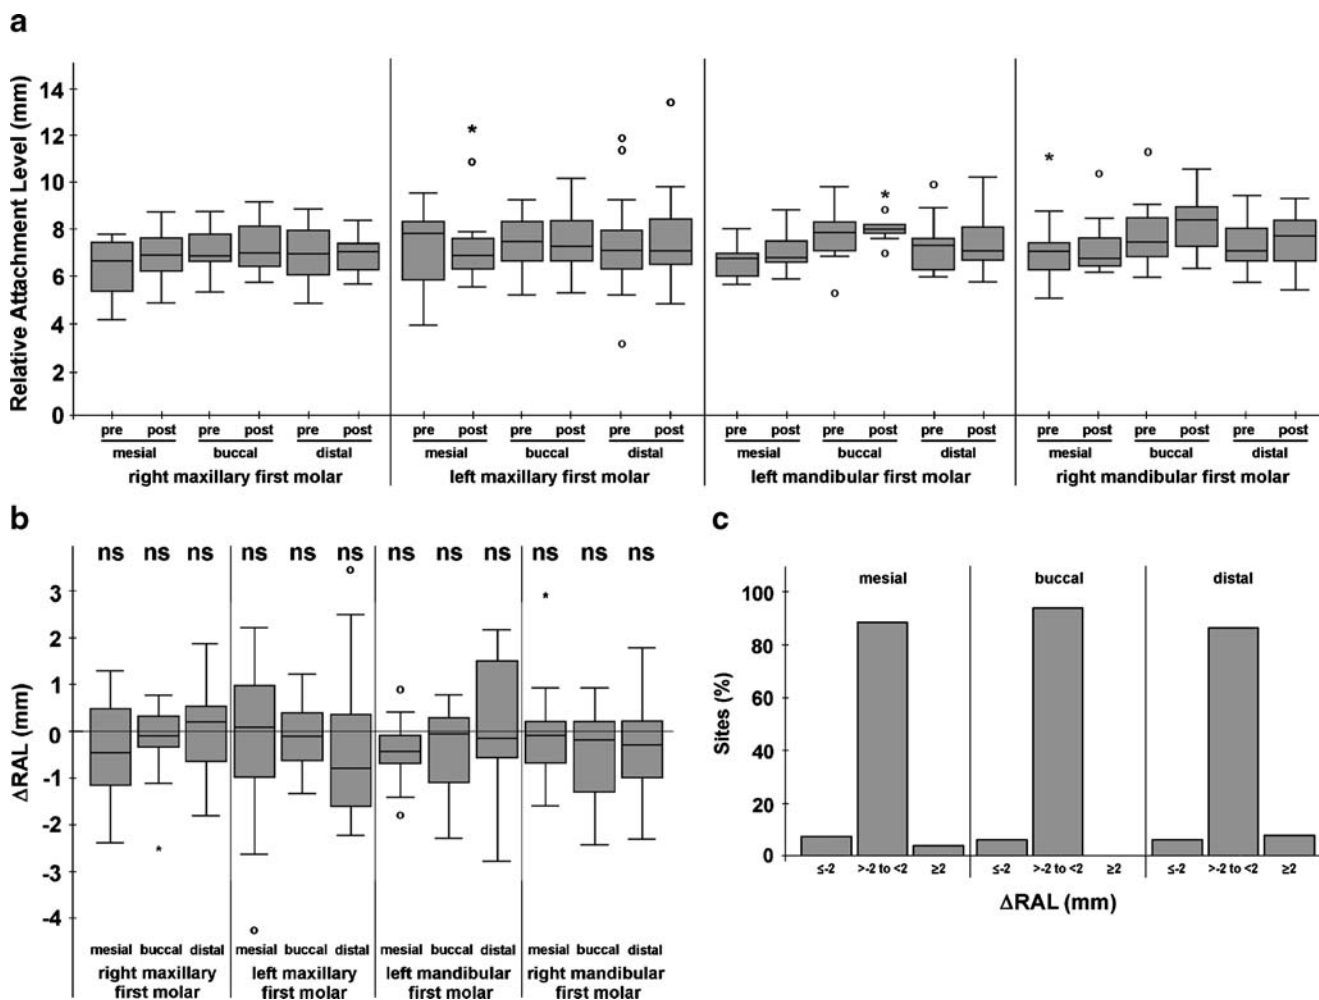 a
Relative Attachment Level (mm)
14
12
10
8
6
4
2
0
pre post pre post pre post pre post pre post pre post pre post pre post pre post pre post pre post pre post
mesial buccal distal mesial buccal distal mesial buccal distal mesial buccal distal
right maxillary first molar left maxillary first molar left mandibular first molar right mandibular first molar
b
ns ns ns ns ns ns ns ns ns ns ns ns
ΔRAL (mm)
3
2
1
0
-1
-2
-3
-4
mesial buccal distal mesial buccal distal mesial buccal distal mesial buccal distal
right maxillary left maxillary left mandibular right mandibular
first molar first molar first molar first molar
c
mesial buccal distal
Sites (%)
100
80
60
40
20
0
≤-2 >-2 to <2 ≥2 ≤-2 >-2 to <2 ≥2 ≤-2 >-2 to <2 ≥2
ΔRAL (mm)